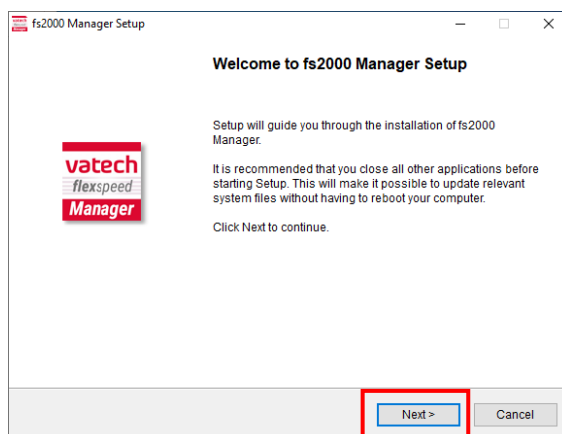 fs2000 Manager Setup
Welcome to fs2000 Manager Setup
Setup will guide you through the installation of fs2000
Manager.
It is recommended that you close all other applications before
starting Setup. This will make it possible to update relevant
system files without having to reboot your computer.
Click Next to continue.
vatech
flexspeed
Manager
Next >
Cancel